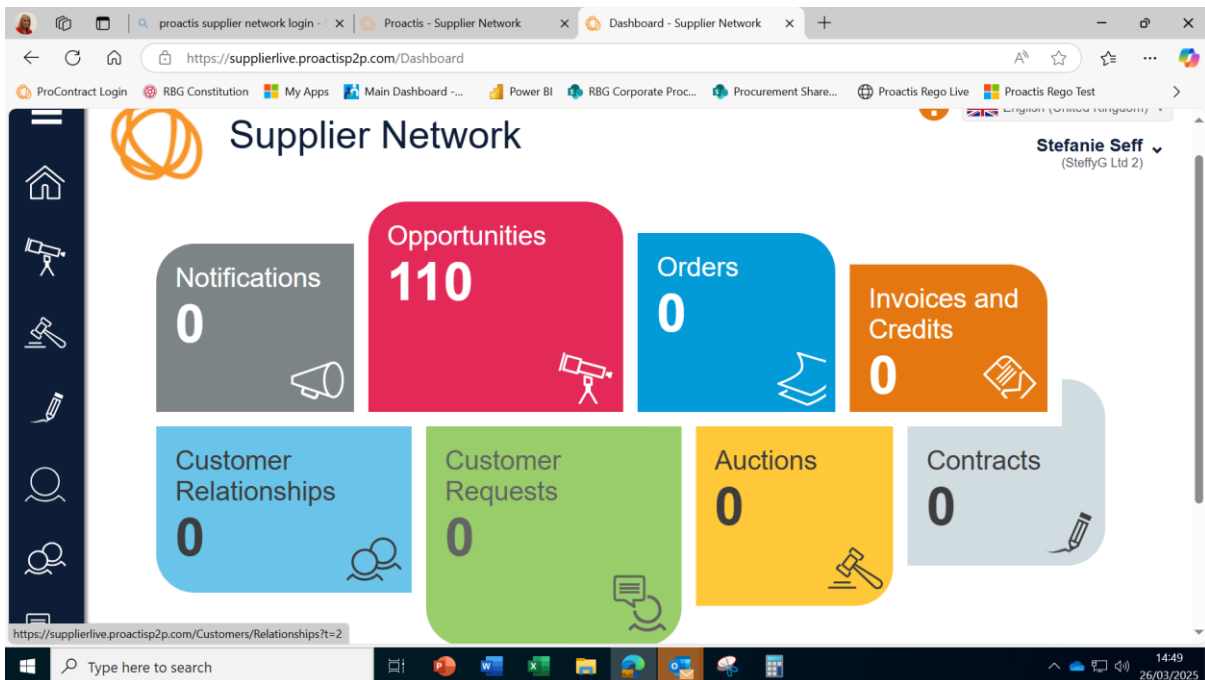 proactis supplier network login -
Proactis - Supplier Network
Dashboard - Supplier Network
https://supplierlive.proactisp2p.com/Dashboard
ProContract Login
RBG Constitution
My Apps
Main Dashboard -...
Power BI
RBG Corporate Proc...
Procurement Share...
Proactis Rego Live
Proactis Rego Test
English (United Kingdom)
Supplier Network
Stefanie Seff
(SteffyG Ltd 2)
Notifications
0
Opportunities
110
Orders
0
Invoices and
Credits
0
Customer
Relationships
0
Customer
Requests
0
Auctions
0
Contracts
0
https://supplierlive.proactisp2p.com/Customers/Relationships?t=2
Type here to search
14:49
26/03/2025